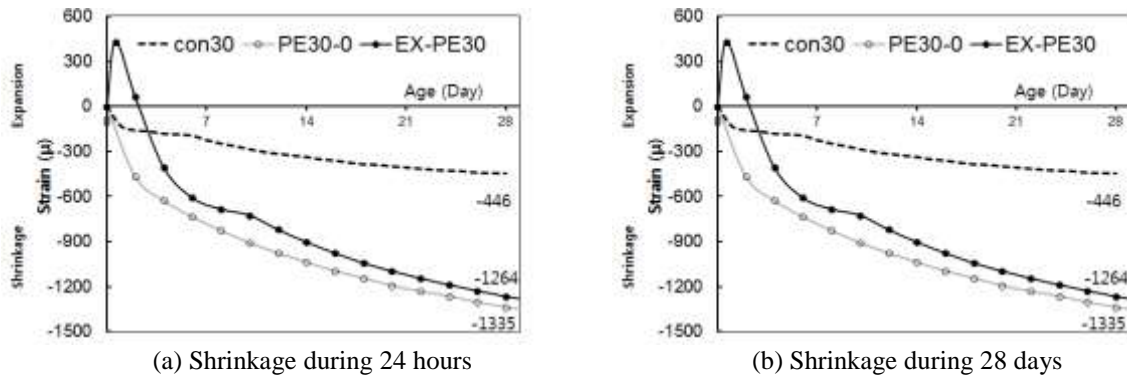 600
300
0
-300
-600
-900
-1200
-1500
Expansion
Strain (μ)
Shrinkage
con30 PE30-0 EX-PE30
Age (Day)
0 7 14 21 28
-446
-1264
-1335
(a) Shrinkage during 24 hours
600
300
0
-300
-600
-900
-1200
-1500
Expansion
Strain (μ)
Shrinkage
con30 PE30-0 EX-PE30
Age (Day)
0 7 14 21 28
-446
-1264
-1335
(b) Shrinkage during 28 days